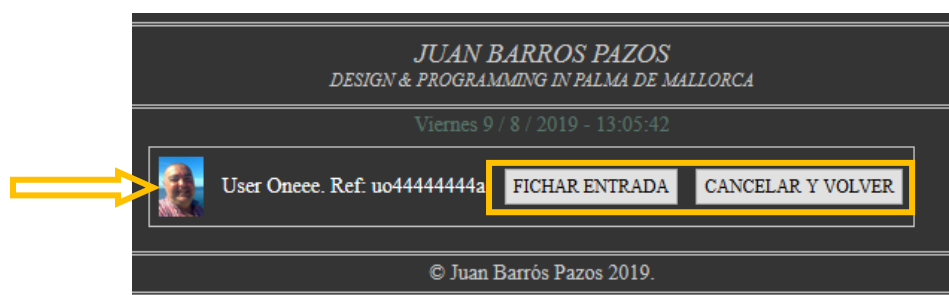 JUAN BARROS PAZOS
DESIGN & PROGRAMMING IN PALMA DE MALLORCA
Viernes 9 / 8 / 2019 - 13:05:42
User Oneee. Ref: uo44444444a FICHAR ENTRADA CANCELAR Y VOLVER
© Juan Barrós Pazos 2019.